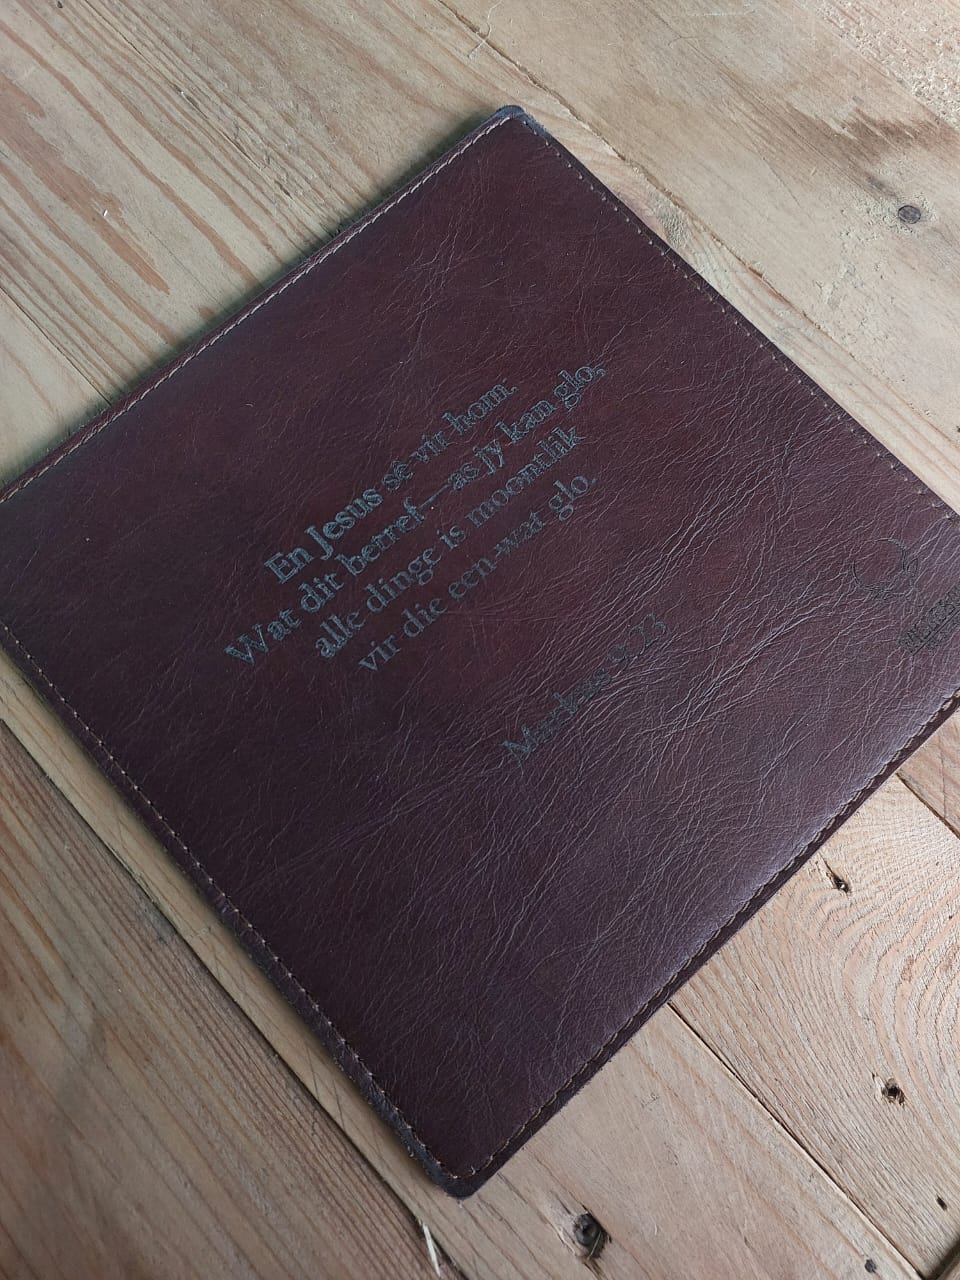 En Jesus sê vir hom:
Wat dit betref—as jy kan glo,
alle dinge is moontlik
vir die een wat glo.
Markus 9:23